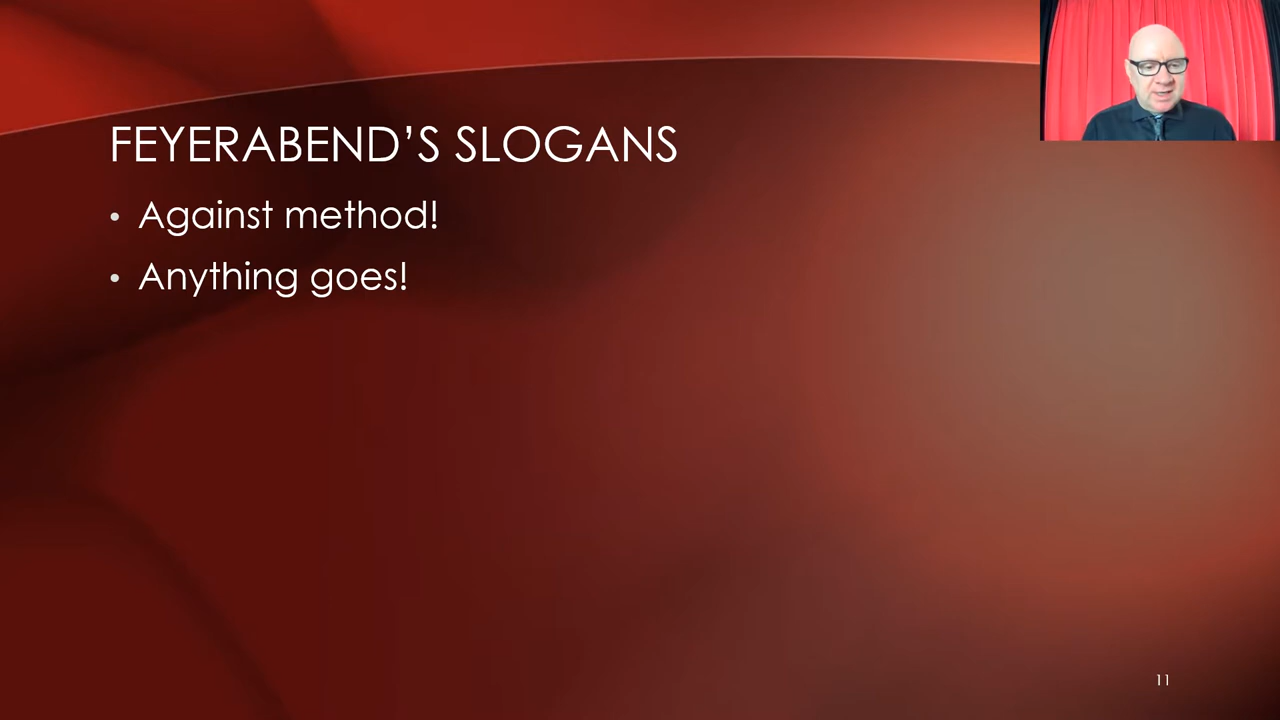 FEYERABEND’S SLOGANS
• Against method!
• Anything goes!
11